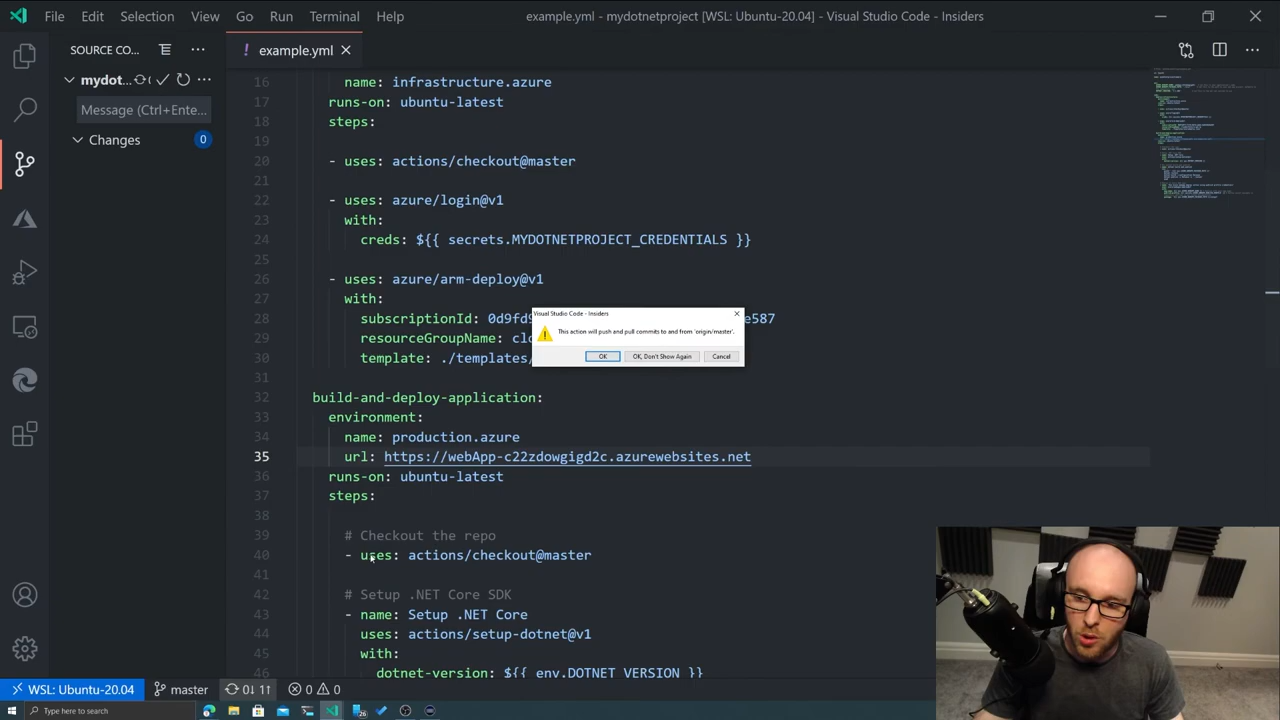 File Edit Selection View Go Run Terminal Help
example.yml - mydotnetproject [WSL: Ubuntu-20.04] - Visual Studio Code - Insiders
SOURCE CO...
! example.yml
mydot...
Message (Ctrl+Ente...
Changes 0
16 name: infrastructure.azure
17 runs-on: ubuntu-latest
18 steps:
19
20 - uses: actions/checkout@master
21
22 - uses: azure/login@v1
23 with:
24 creds: ${{ secrets.MYDOTNETPROJECT_CREDENTIALS }}
25
26 - uses: azure/arm-deploy@v1
27 with:
28 subscriptionId: 0d9fd9 e587
29 resourceGroupName: clo
30 template: ./templates/
31
32 build-and-deploy-application:
33 environment:
34 name: production.azure
35 url: https://webApp-c22zdowgigd2c.azurewebsites.net
36 runs-on: ubuntu-latest
37 steps:
38
39 # Checkout the repo
40 - uses: actions/checkout@master
41
42 # Setup .NET Core SDK
43 - name: Setup .NET Core
44 uses: actions/setup-dotnet@v1
45 with:
46 dotnet-version: ${{ env.DOTNET_VERSION }}
Visual Studio Code - Insiders
This action will push and pull commits to and from 'origin/master'.
OK
OK, Don't Show Again
Cancel
WSL: Ubuntu-20.04 master 0↓ 1↑ 0 0
Type here to search